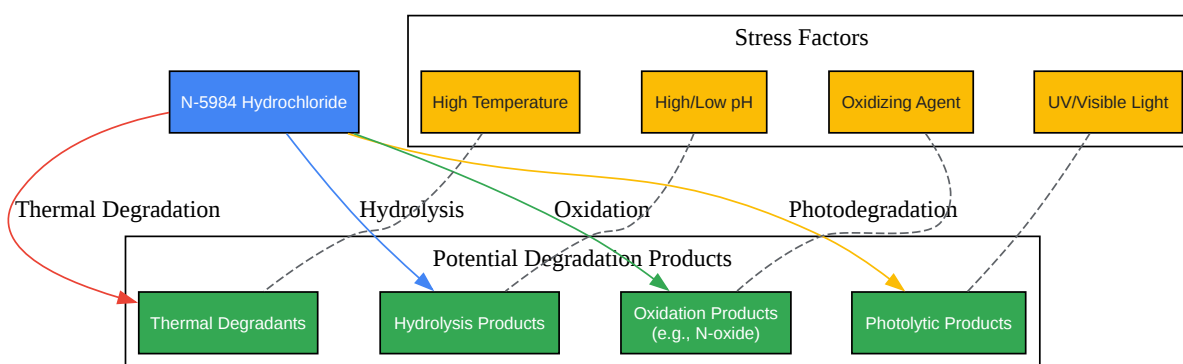 Stress Factors
N-5984 Hydrochloride
High Temperature
High/Low pH
Oxidizing Agent
UV/Visible Light
Thermal Degradation
Hydrolysis
Oxidation
Photodegradation
Potential Degradation Products
Thermal Degradants
Hydrolysis Products
Oxidation Products
(e.g., N-oxide)
Photolytic Products